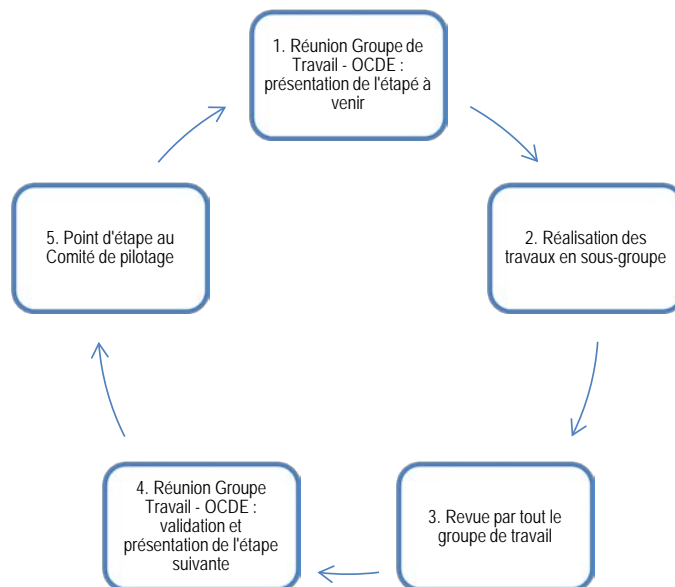 1. Réunion Groupe de
Travail - OCDE :
présentation de l'étapé à
venir
2. Réalisation des
travaux en sous-groupe
3. Revue par tout le
groupe de travail
4. Réunion Groupe
Travail - OCDE :
validation et
présentation de l'étape
suivante
5. Point d'étape au
Comité de pilotage